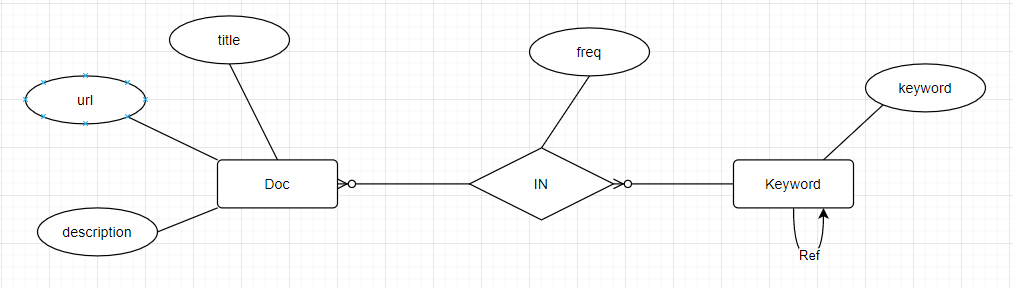 title
freq
url
keyword
Doc
IN
Keyword
description
Ref